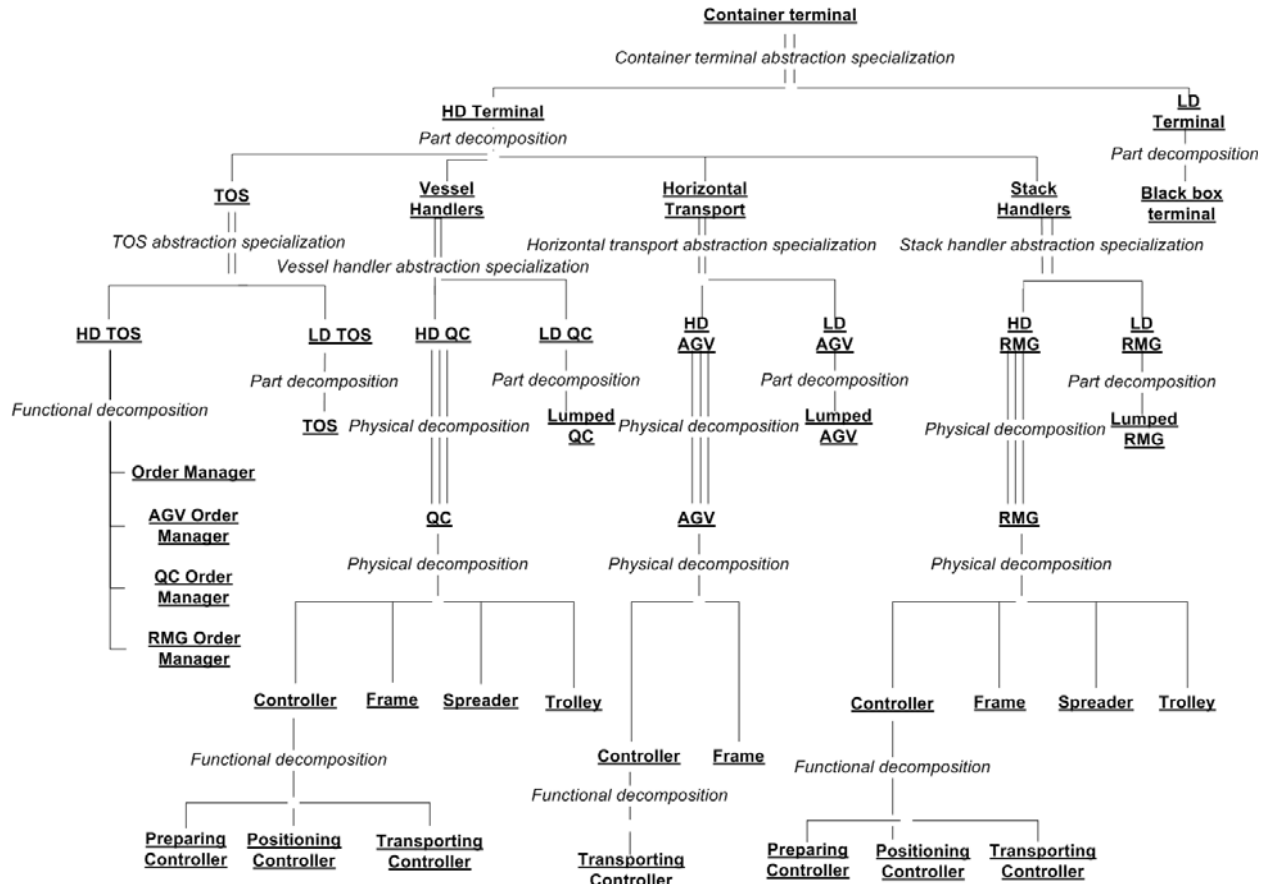 Container terminal
Container terminal abstraction specialization
HD Terminal
LD
Terminal
Part decomposition
Part decomposition
TOS
Vessel
Handlers
Horizontal
Transport
Stack
Handlers
Black box
terminal
TOS abstraction specialization
Vessel handler abstraction specialization
Horizontal transport abstraction specialization
Stack handler abstraction specialization
HD TOS
LD TOS
HD QC
LD QC
HD
AGV
LD
AGV
HD
RMG
LD
RMG
Functional decomposition
Part decomposition
TOS
Physical decomposition
Part decomposition
Lumped
QC
Physical decomposition
Part decomposition
Lumped
AGV
Physical decomposition
Part decomposition
Lumped
RMG
Order Manager
AGV Order
Manager
QC Order
Manager
RMG Order
Manager
QC
AGV
RMG
Physical decomposition
Physical decomposition
Physical decomposition
Controller
Frame
Spreader
Trolley
Controller
Frame
Controller
Frame
Spreader
Trolley
Functional decomposition
Functional decomposition
Functional decomposition
Preparing
Controller
Positioning
Controller
Transporting
Controller
Transporting
Controller
Preparing
Controller
Positioning
Controller
Transporting
Controller